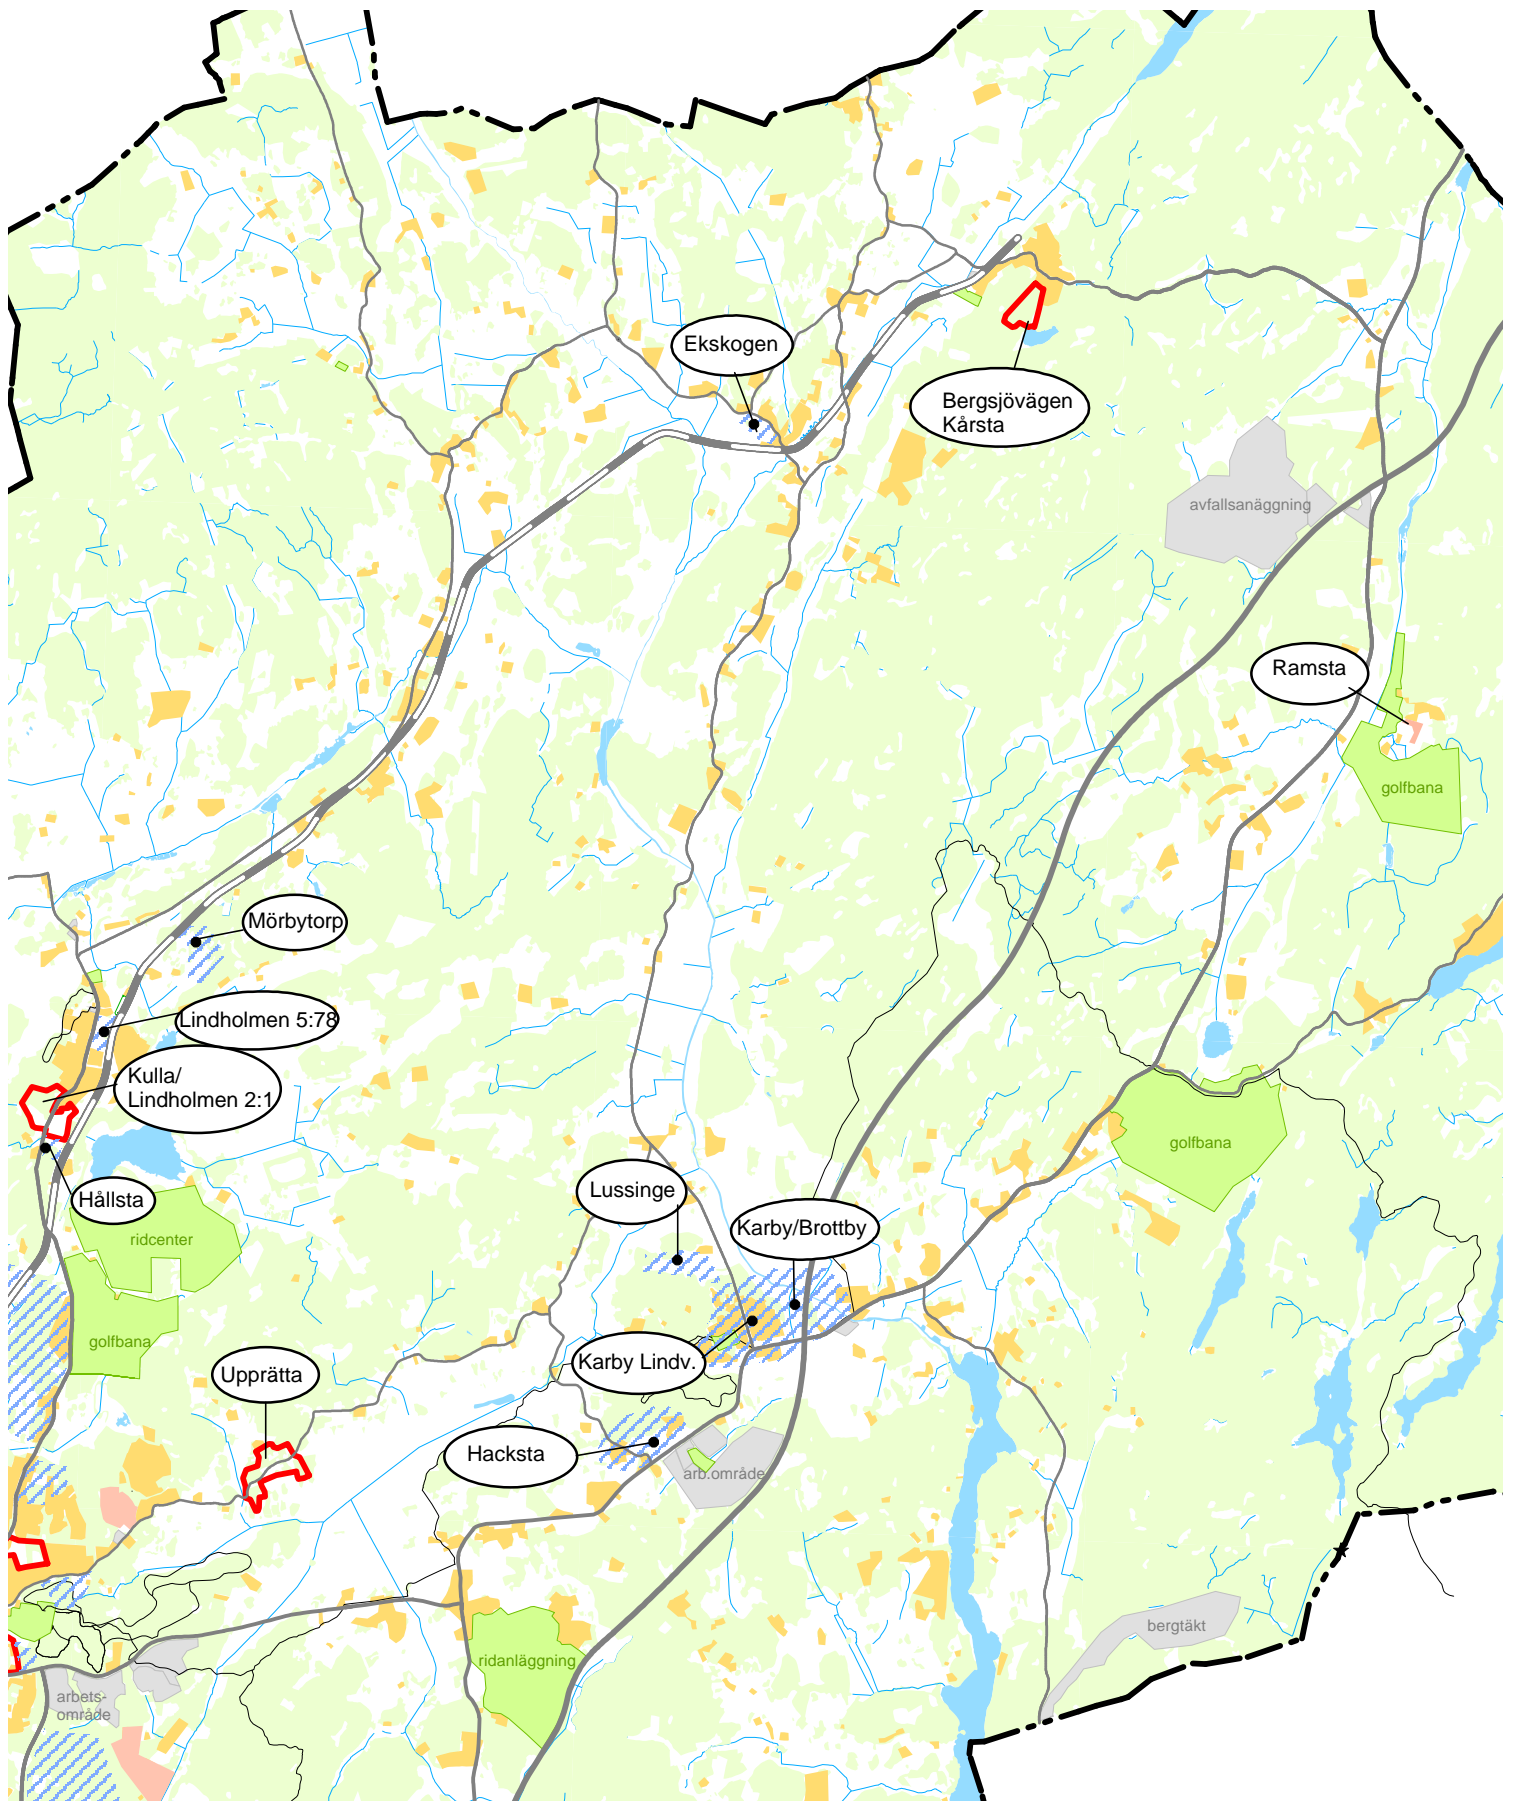 Ekskogen
Bergsjövägen
Kårsta
avfallsanäggning
Ramsta
golfbana
Mörbytorp
Lindholmen 5:78
Kulla/
Lindholmen 2:1
golfbana
Hållsta
Lussinge
Karby/Brottby
ridcenter
golfbana
Karby Lindv.
Upprätta
Hacksta
arb.område
bergtäkt
ridanläggning
arbets-
område